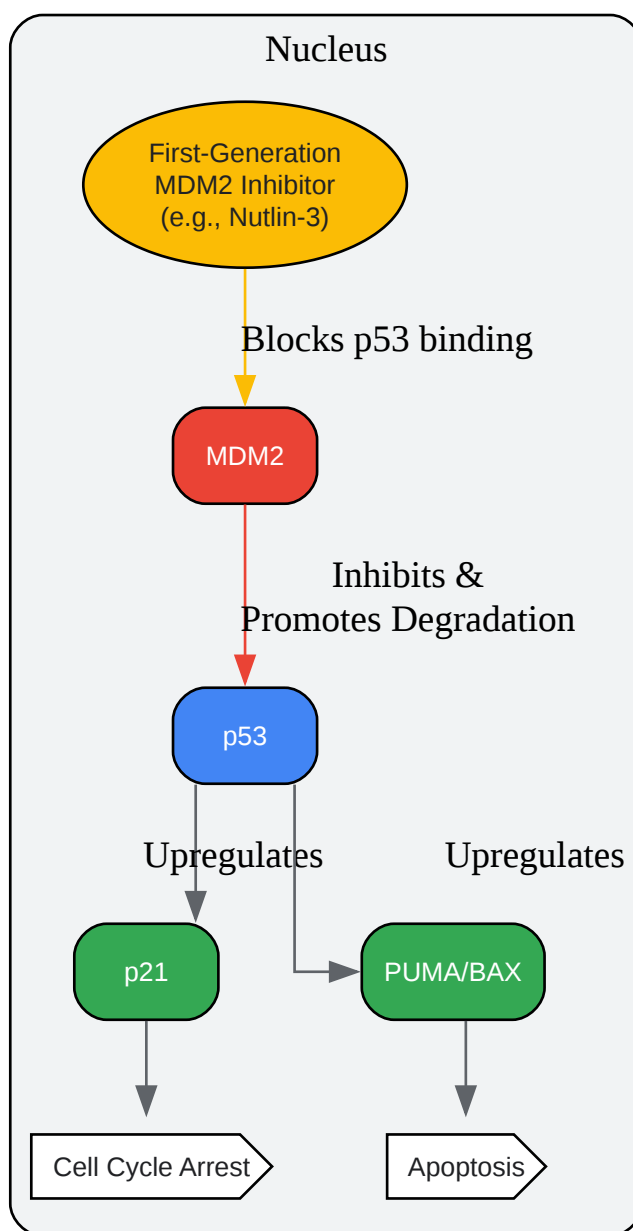 Nucleus
First-Generation
MDM2 Inhibitor
(e.g., Nutlin-3)
Blocks p53 binding
MDM2
Inhibits &
Promotes Degradation
p53
Upregulates
Upregulates
p21
PUMA/BAX
Cell Cycle Arrest
Apoptosis